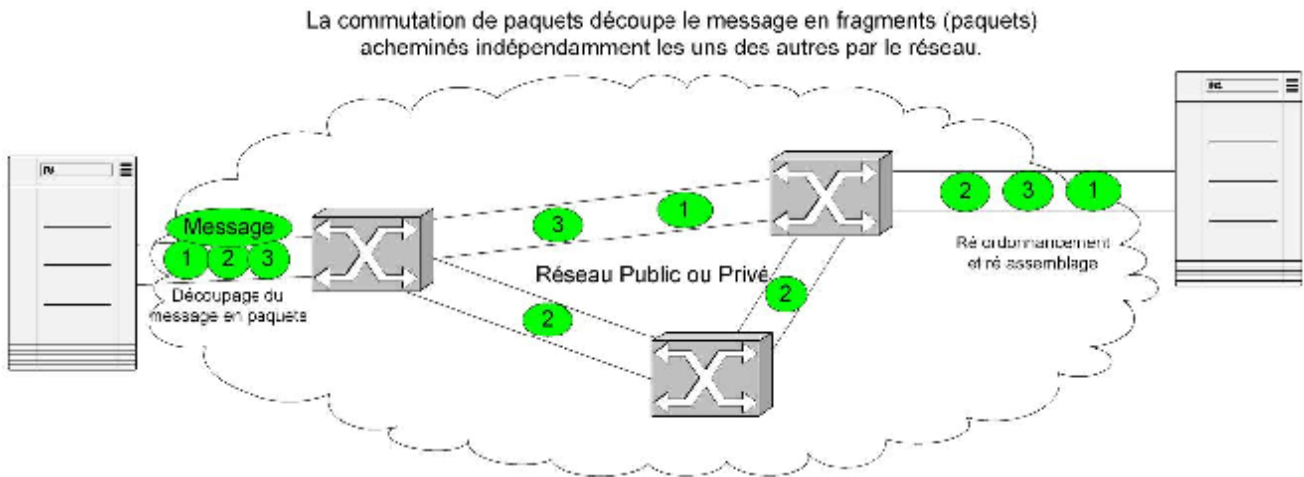 La commutation de paquets découpe le message en fragments (paquets)
acheminés indépendamment les uns des autres par le réseau.
Message
1 2 3
Découpage du
message en paquets
3
1
2
Réseau Public ou Privé
2
2 3 1
Ré ordonnancement
et ré assemblage